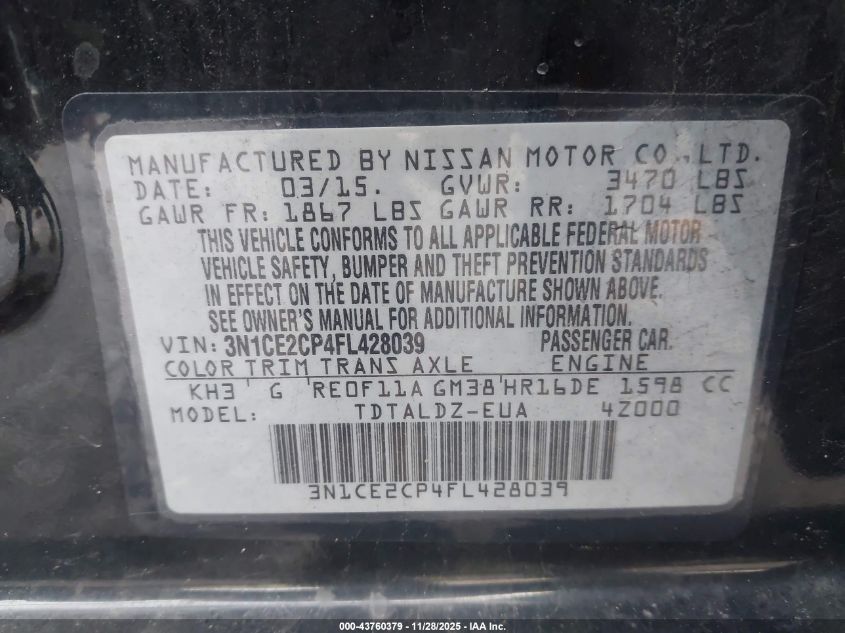 MANUFACTURED BY NISSAN MOTOR CO., LTD.
DATE: 03/15. GVWR: 3470 LBS
GAWR FR: 1867 LBS GAWR RR: 1704 LBS
THIS VEHICLE CONFORMS TO ALL APPLICABLE FEDERAL MOTOR
VEHICLE SAFETY, BUMPER AND THEFT PREVENTION STANDARDS
IN EFFECT ON THE DATE OF MANUFACTURE SHOWN ABOVE.
SEE OWNER'S MANUAL FOR ADDITIONAL INFORMATION.
VIN: 3N1CE2CP4FL428039 PASSENGER CAR.
COLOR TRIM TRANS AXLE ENGINE
KH3 G RE0F11A GM38 HR16DE 1598 CC
MODEL: TDTALDZ-EUA 4Z000
3N1CE2CP4FL428039
000-43760379 | 11/28/2025 | IAA Inc.